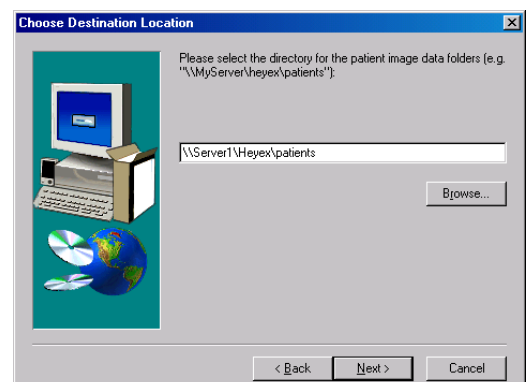 Choose Destination Location
Please select the directory for the patient image data folders (e.g.
"\\MyServer\heyex\patients"):
\\Server1\Heyex\patients
Browse...
< Back Next > Cancel